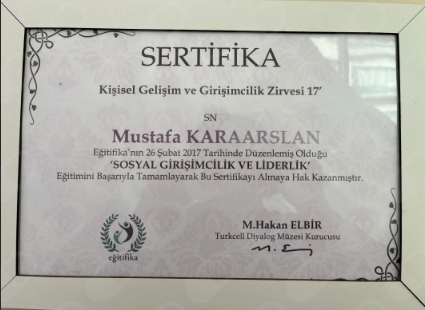 SERTİFİKA
Kişisel Gelişim ve Girişimcilik Zirvesi 17'
SN
Mustafa KARAARSLAN
Eğitifika'nın 26 Şubat 2017 Tarihinde Düzenlemiş Olduğu
'SOSYAL GİRİŞİMCİLİK VE LİDERLİK'
Eğitimini Başarıyla Tamamlayarak Bu Sertifikayı Almaya Hak Kazanmıştır.
M.Hakan ELBİR
Turkcell Diyalog Müzesi Kurucusu
eğitifika